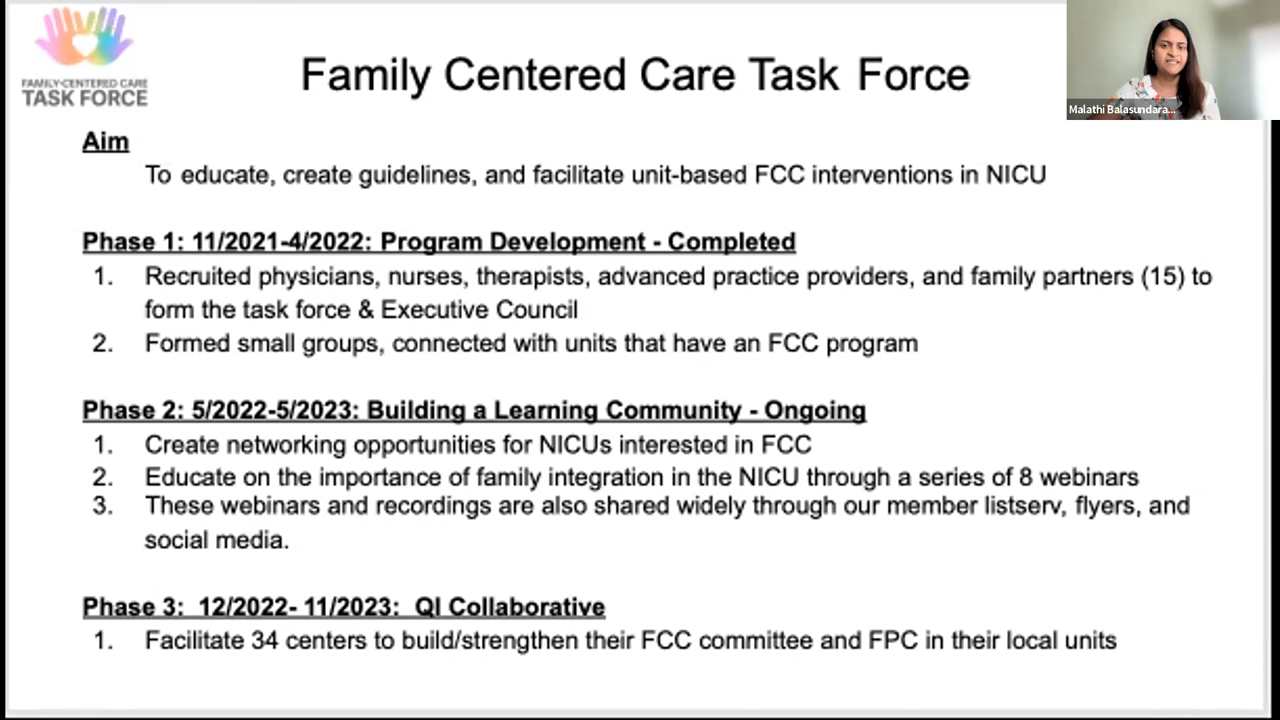 FAMILY-CENTERED CARE
TASK FORCE
Family Centered Care Task Force
Malathi Balasundara...
Aim
To educate, create guidelines, and facilitate unit-based FCC interventions in NICU
Phase 1: 11/2021-4/2022: Program Development - Completed
1. Recruited physicians, nurses, therapists, advanced practice providers, and family partners (15) to
form the task force & Executive Council
2. Formed small groups, connected with units that have an FCC program
Phase 2: 5/2022-5/2023: Building a Learning Community - Ongoing
1. Create networking opportunities for NICUs interested in FCC
2. Educate on the importance of family integration in the NICU through a series of 8 webinars
3. These webinars and recordings are also shared widely through our member listserv, flyers, and
social media.
Phase 3: 12/2022- 11/2023: QI Collaborative
1. Facilitate 34 centers to build/strengthen their FCC committee and FPC in their local units